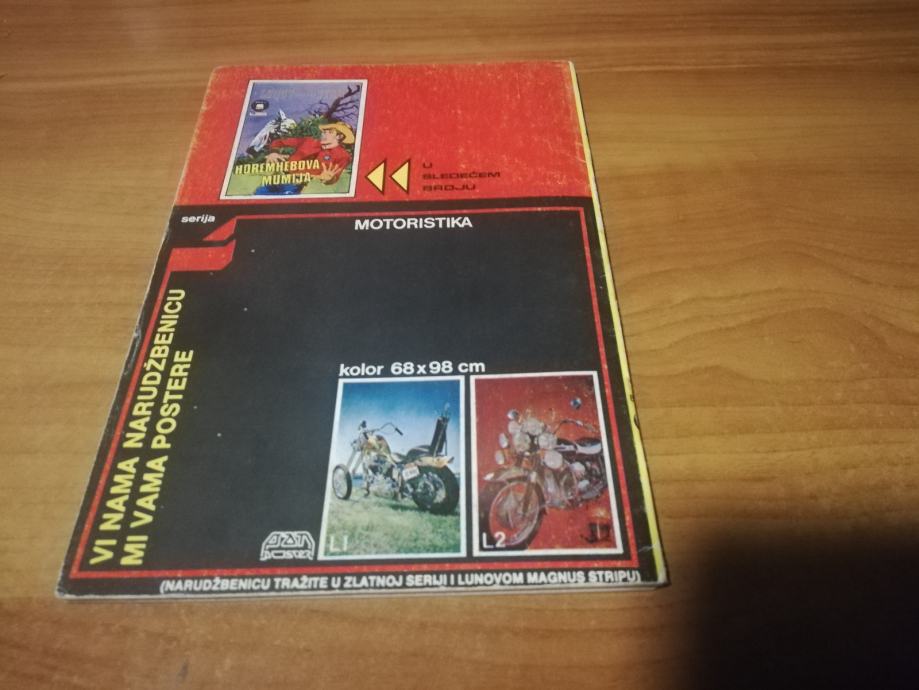 HOREMHEBOVA
MUMIJA
U
SLEDEĆEM
BROJU
serija
MOTORISTIKA
VI NAMA NARUDŽBENICU
MI VAMA POSTERE
kolor 68 x 98 cm
L1
L2
(NARUDŽBENICU TRAŽITE U ZLATNOJ SERIJI I LUNOVOM MAGNUS STRIPU)